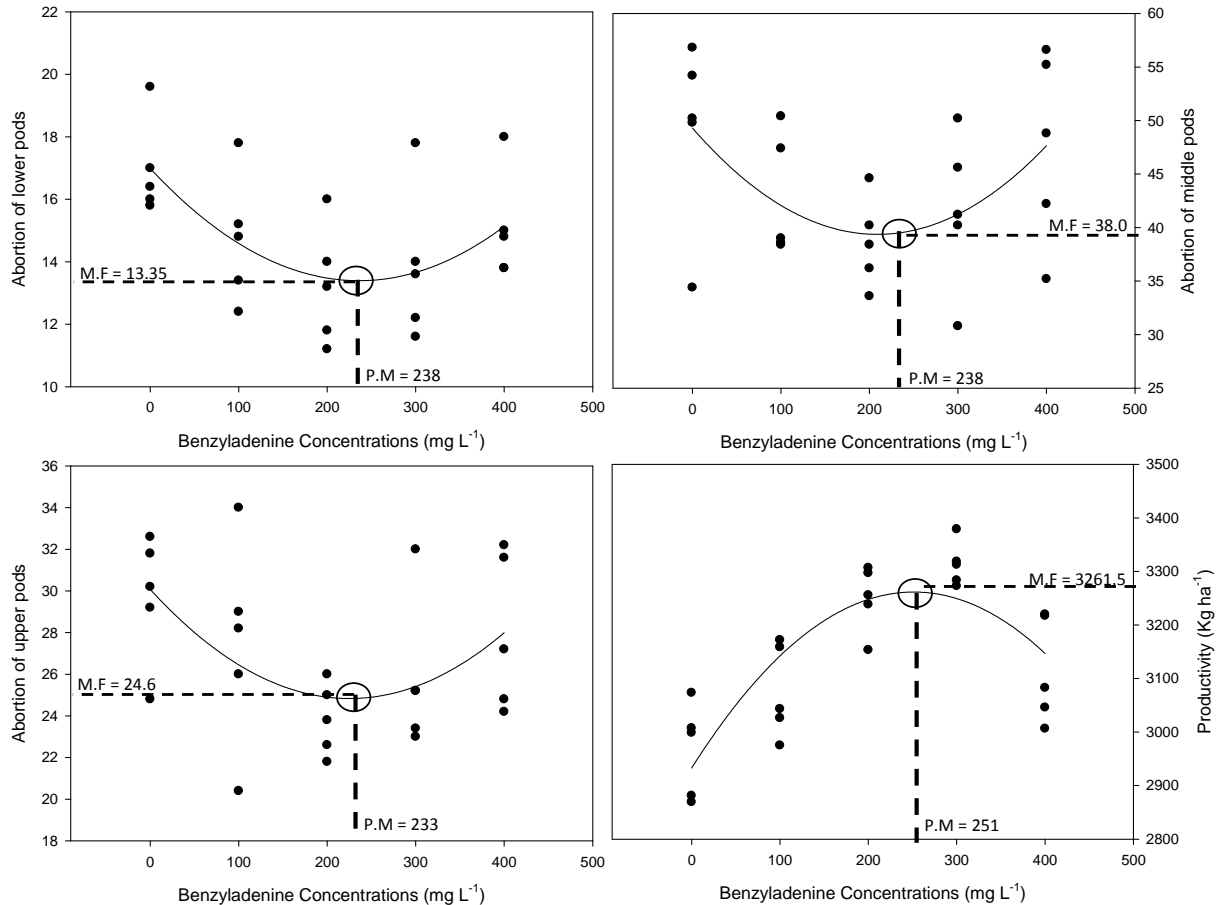 22
20
18
16
14
12
10
Abortion of lower pods
M.F = 13.35
P.M = 238
0 100 200 300 400 500
Benzyladenine Concentrations (mg L⁻¹)
60
55
50
45
40
35
30
25
Abortion of middle pods
M.F = 38.0
P.M = 238
0 100 200 300 400 500
Benzyladenine Concentrations (mg L⁻¹)
36
34
32
30
28
26
24
22
20
18
Abortion of upper pods
M.F = 24.6
P.M = 233
0 100 200 300 400 500
Benzyladenine Concentrations (mg L⁻¹)
3500
3400
3300
3200
3100
3000
2900
2800
Productivity (Kg ha⁻¹)
M.F = 3261.5
P.M = 251
0 100 200 300 400 500
Benzyladenine Concentrations (mg L⁻¹)